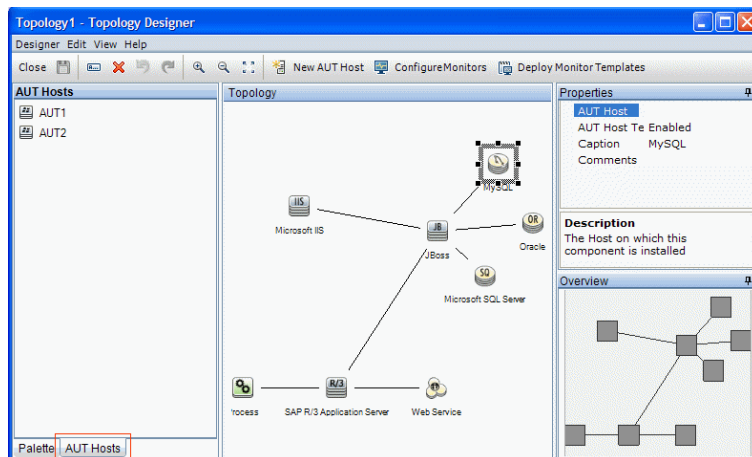 Topology1 - Topology Designer
Designer Edit View Help
Close New AUT Host ConfigureMonitors Deploy Monitor Templates
AUT Hosts
AUT1
AUT2
Palette AUT Hosts
Topology
MySQL
IIS
Microsoft IIS
JB
JBoss
OR
Oracle
SQ
Microsoft SQL Server
rocess
R/3
SAP R/3 Application Server
Web Service
Properties
AUT Host
AUT Host Te Enabled
Caption MySQL
Comments
Description
The Host on which this
component is installed
Overview